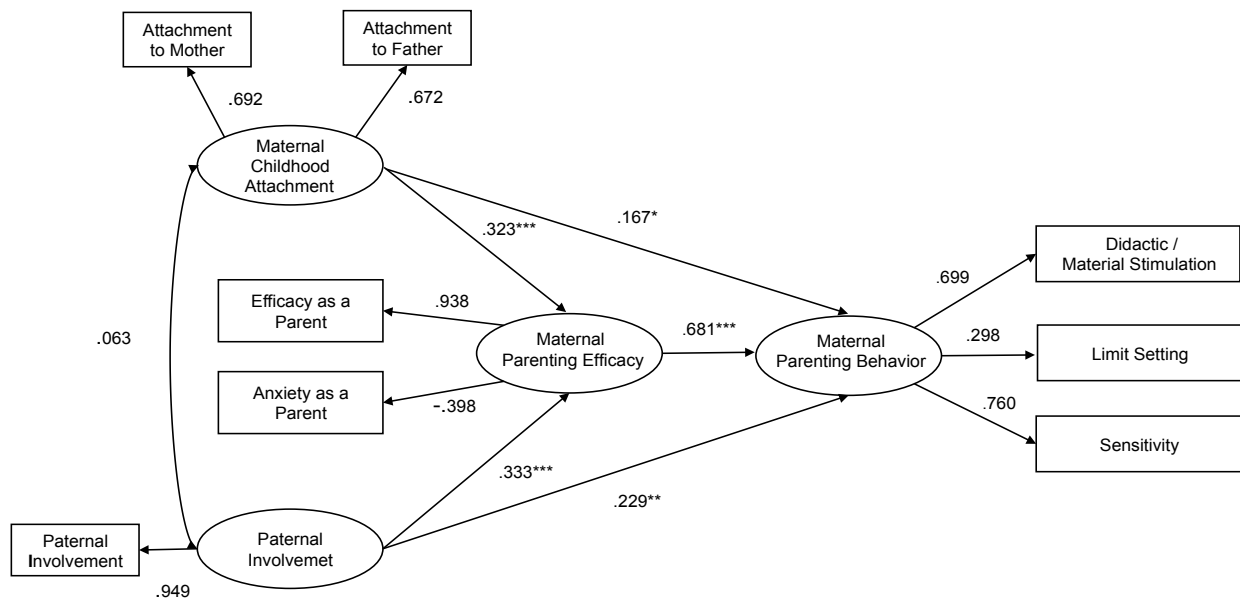 Attachment
to Mother
Attachment
to Father
.692
.672
Maternal
Childhood
Attachment
.167*
.323***
Didactic /
Material Stimulation
.699
Efficacy as a
Parent
.938
.063
Maternal
Parenting Efficacy
.681***
Maternal
Parenting Behavior
.298
Limit Setting
Anxiety as a
Parent
-.398
.760
Sensitivity
.333***
.229**
Paternal
Involvement
.949
Paternal
Involvemet